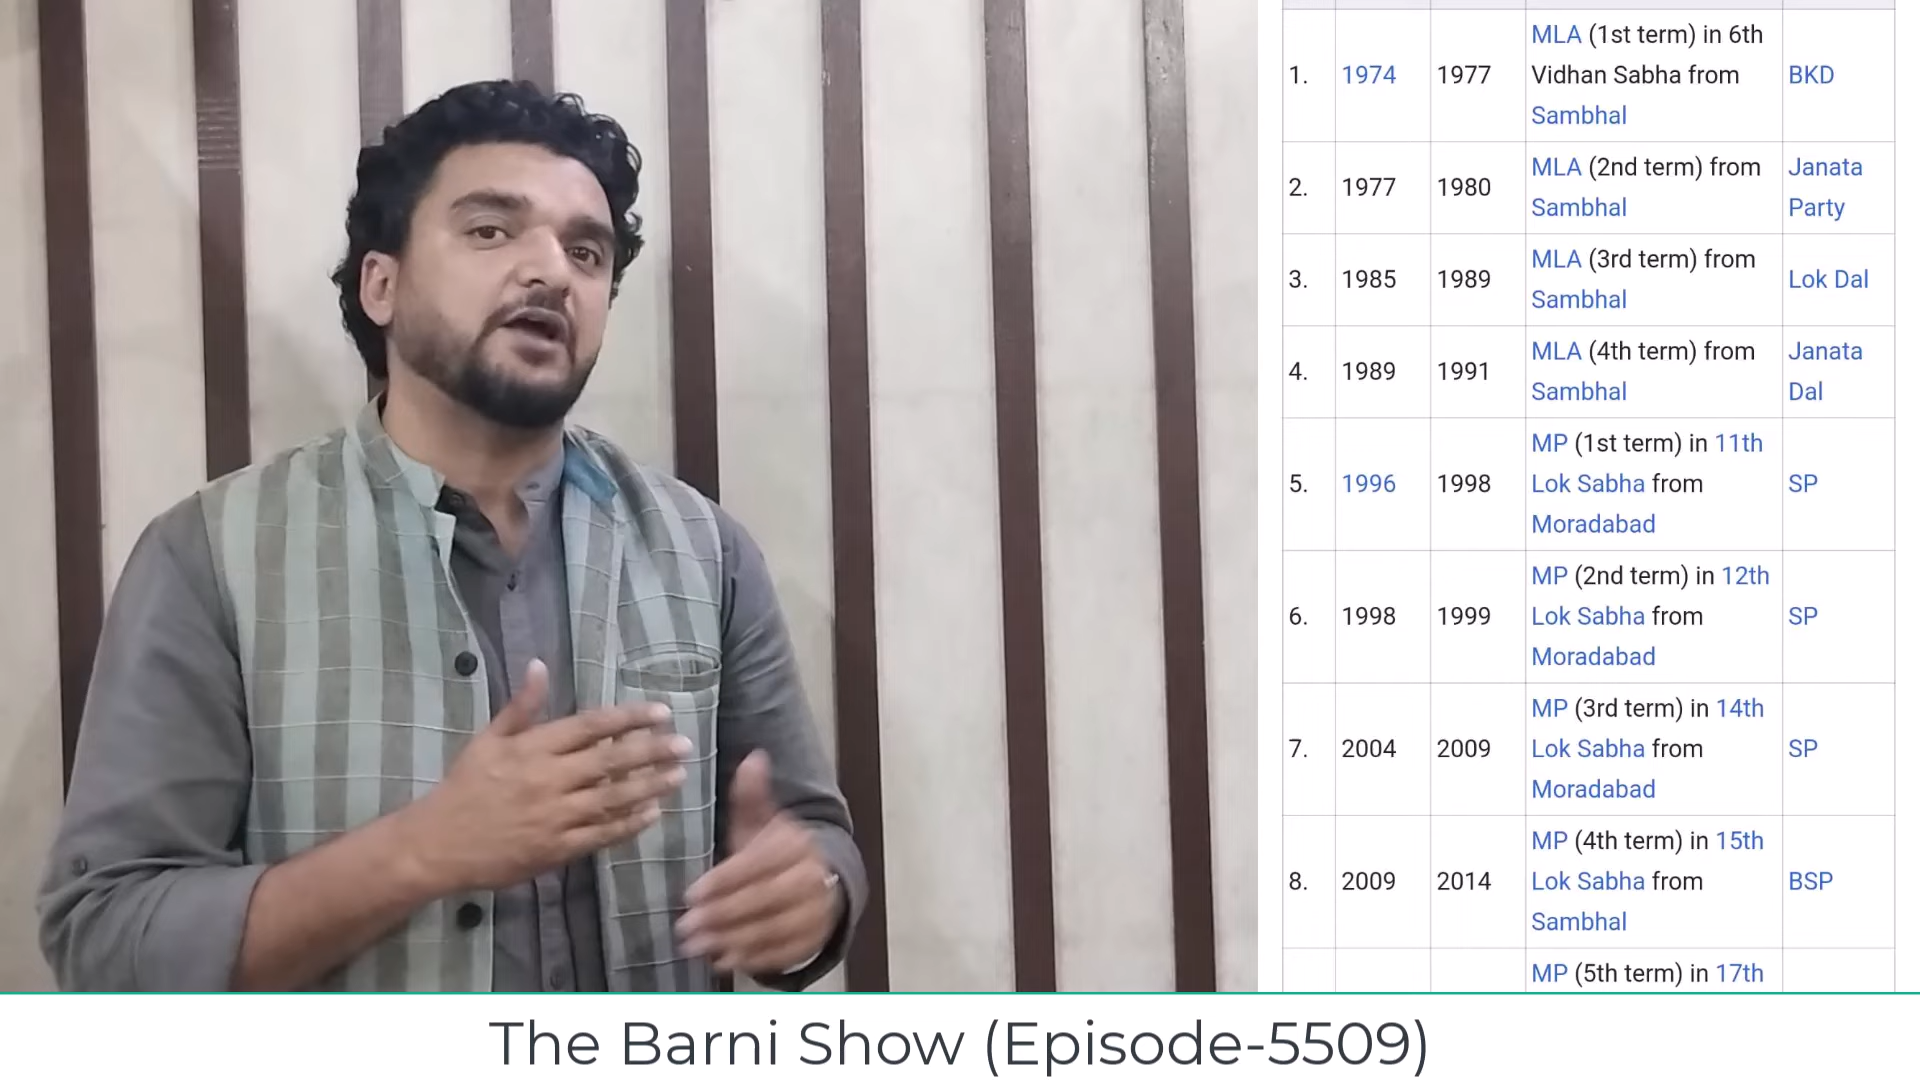 1.
1974
1977
MLA (1st term) in 6th
Vidhan Sabha from
Sambhal
BKD
2.
1977
1980
MLA (2nd term) from
Sambhal
Janata
Party
3.
1985
1989
MLA (3rd term) from
Sambhal
Lok Dal
4.
1989
1991
MLA (4th term) from
Sambhal
Janata
Dal
5.
1996
1998
MP (1st term) in 11th
Lok Sabha from
Moradabad
SP
6.
1998
1999
MP (2nd term) in 12th
Lok Sabha from
Moradabad
SP
7.
2004
2009
MP (3rd term) in 14th
Lok Sabha from
Moradabad
SP
8.
2009
2014
MP (4th term) in 15th
Lok Sabha from
Sambhal
BSP
MP (5th term) in 17th
The Barni Show (Episode-5509)